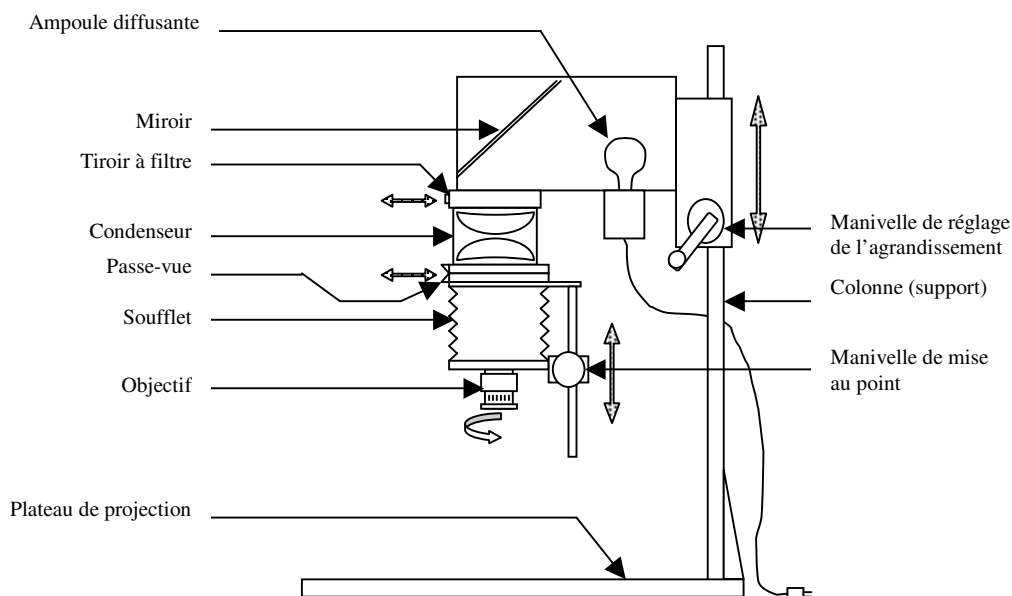 Ampoule diffusante
Miroir
Tiroir à filtre
Condenseur
Passe-vue
Soufflet
Objectif
Plateau de projection
Manivelle de réglage
de l’agrandissement
Colonne (support)
Manivelle de mise
au point